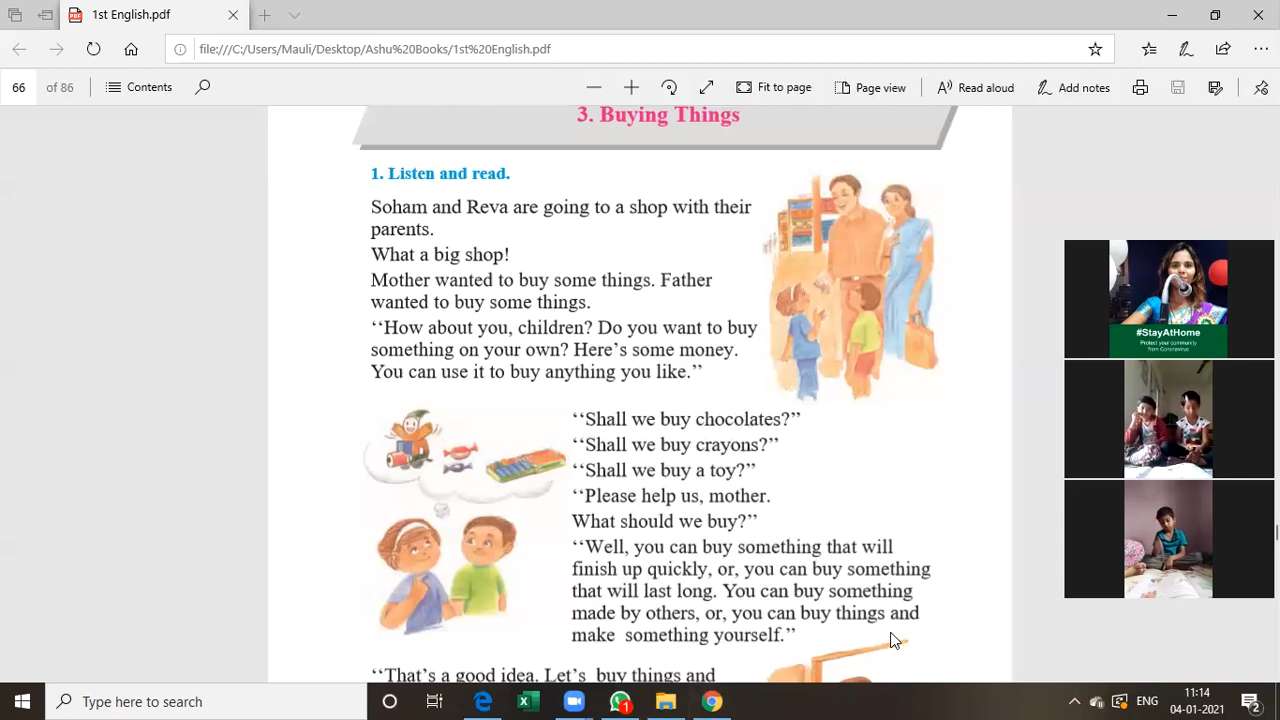 1st English.pdf
file:///C:/Users/Mauli/Desktop/Ashu%20Books/1st%20English.pdf
66 of 86
Contents
Fit to page
Page view
Read aloud
Add notes
3. Buying Things
1. Listen and read.
Soham and Reva are going to a shop with their
parents.
What a big shop!
Mother wanted to buy some things. Father
wanted to buy some things.
‘‘How about you, children? Do you want to buy
something on your own? Here’s some money.
You can use it to buy anything you like.’’
‘‘Shall we buy chocolates?’’
‘‘Shall we buy crayons?’’
‘‘Shall we buy a toy?’’
‘‘Please help us, mother.
What should we buy?’’
‘‘Well, you can buy something that will
finish up quickly, or, you can buy something
that will last long. You can buy something
made by others, or, you can buy things and
make something yourself.’’
‘‘That’s a good idea. Let’s buy things and
#StayAtHome
Protect your community
from Coronavirus
Type here to search
1
ENG
11:14
04-01-2021
2